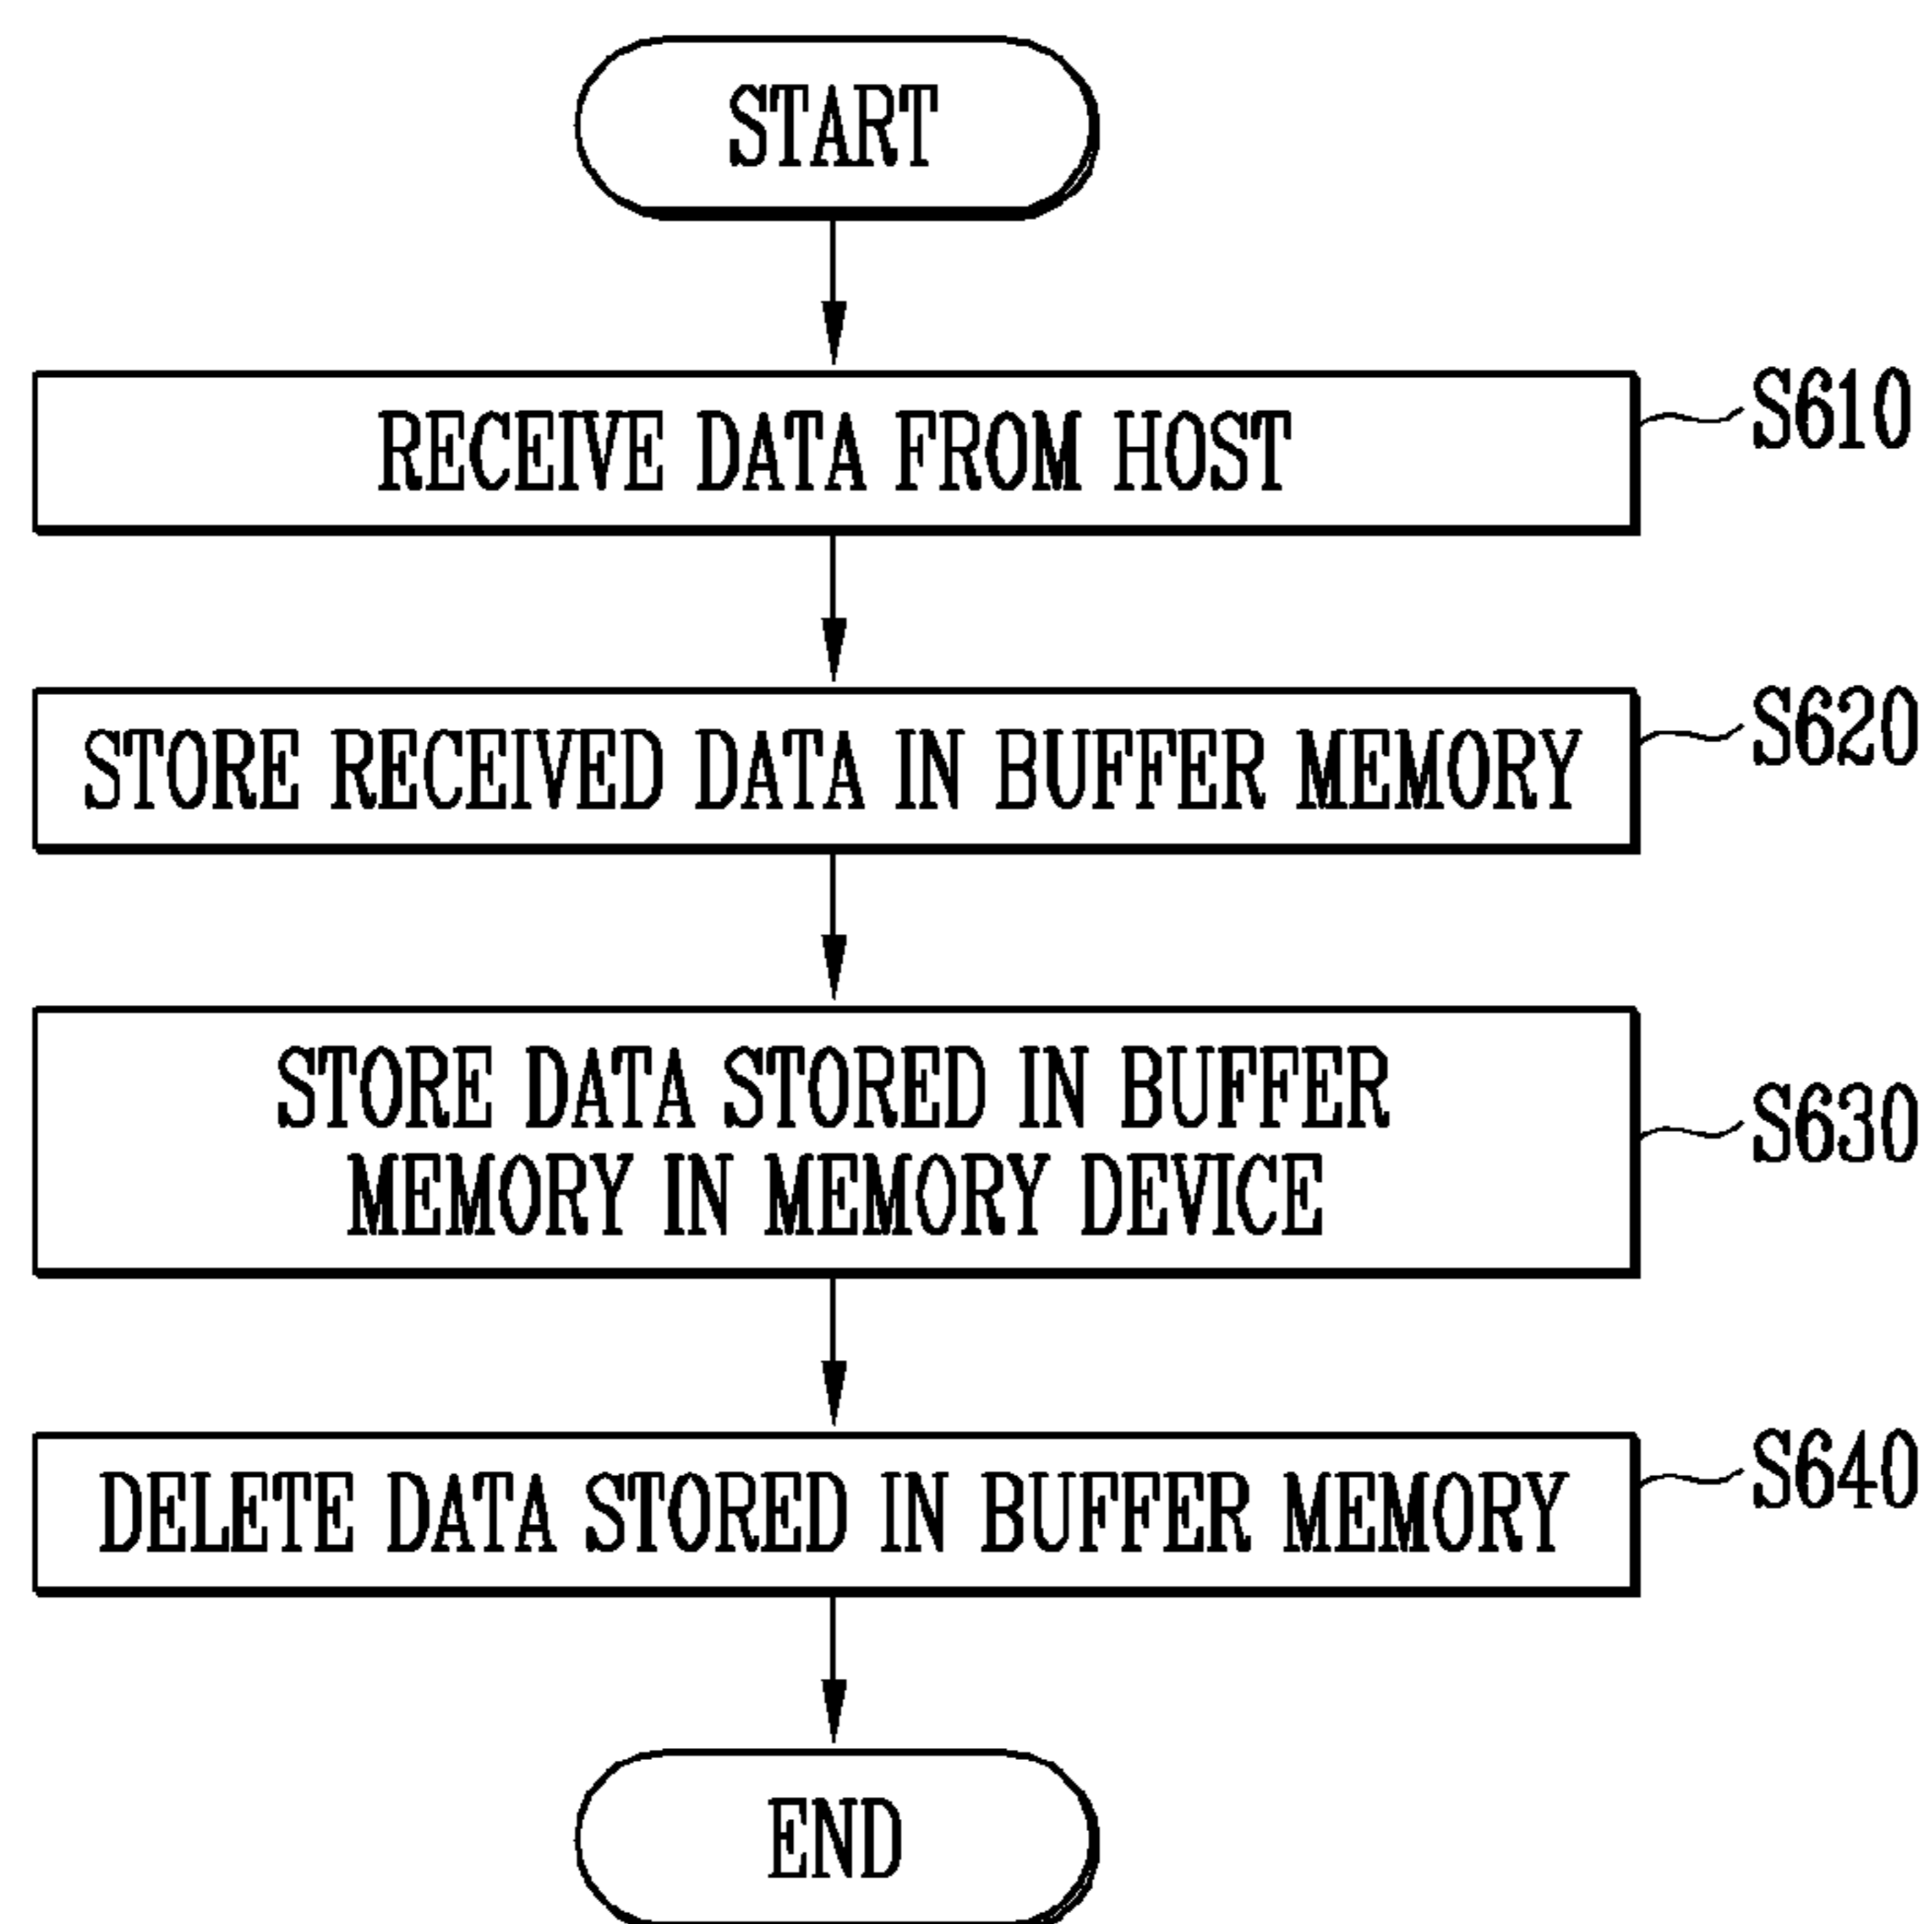 START
RECEIVE DATA FROM HOST
S610
STORE RECEIVED DATA IN BUFFER MEMORY
S620
STORE DATA STORED IN BUFFER
MEMORY IN MEMORY DEVICE
S630
DELETE DATA STORED IN BUFFER MEMORY
S640
END